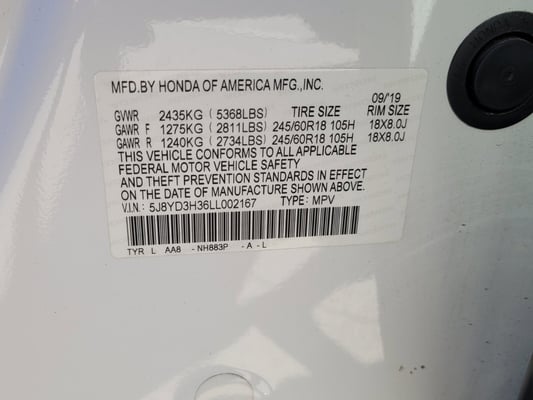 MFD.BY HONDA OF AMERICA MFG.,INC.
09/'19
GVWR 2435KG (5368LBS) TIRE SIZE RIM SIZE
GAWR F 1275KG (2811LBS) 245/60R18 105H 18X8.0J
GAWR R 1240KG (2734LBS) 245/60R18 105H 18X8.0J
THIS VEHICLE CONFORMS TO ALL APPLICABLE
FEDERAL MOTOR VEHICLE SAFETY
AND THEFT PREVENTION STANDARDS IN EFFECT
ON THE DATE OF MANUFACTURE SHOWN ABOVE.
V.I.N: 5J8YD3H36LL002167 TYPE: MPV
TYR L AA8 -NH883P -A-L